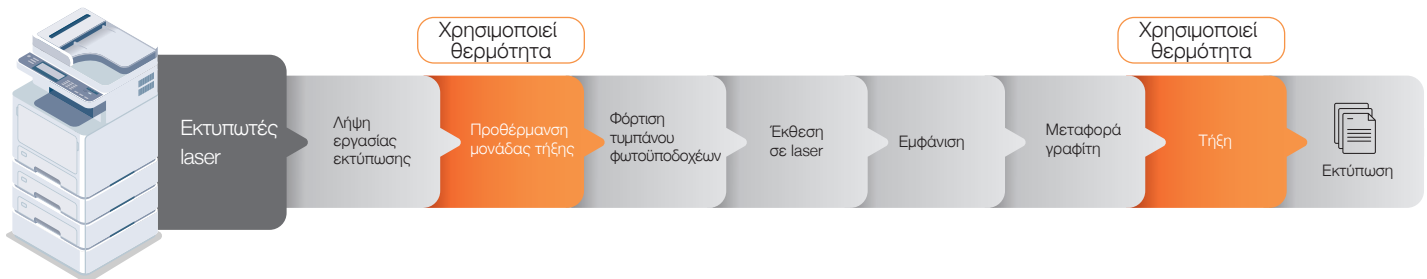 Χρησιμοποιεί
θερμότητα
Χρησιμοποιεί
θερμότητα
Εκτυπωτές
laser
Λήψη
εργασίας
εκτύπωσης
Προθέρμανση
μονάδας τήξης
Φόρτιση
τυμπάνου
φωτοϋποδοχέων
Έκθεση
σε laser
Εμφάνιση
Μεταφορά
γραφίτη
Τήξη
Εκτύπωση